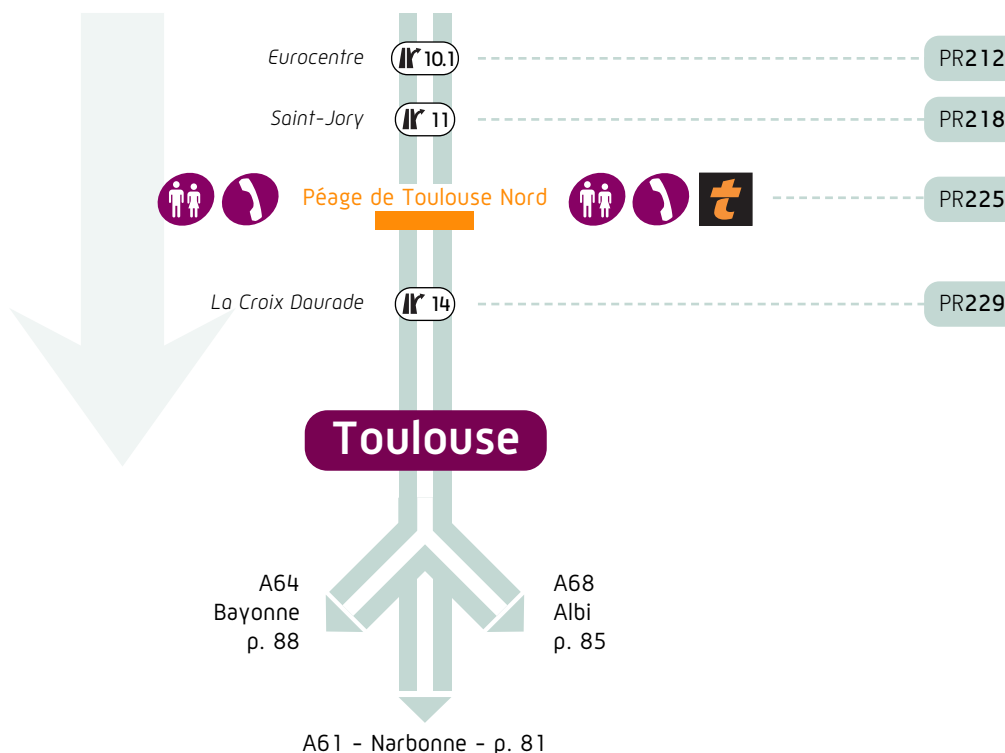 Eurocentre 10.1 PR212
Saint-Jory 11 PR218
Péage de Toulouse Nord t PR225
La Croix Daurade 14 PR229
Toulouse
A64
Bayonne
p. 88
A68
Albi
p. 85
A61 - Narbonne - p. 81